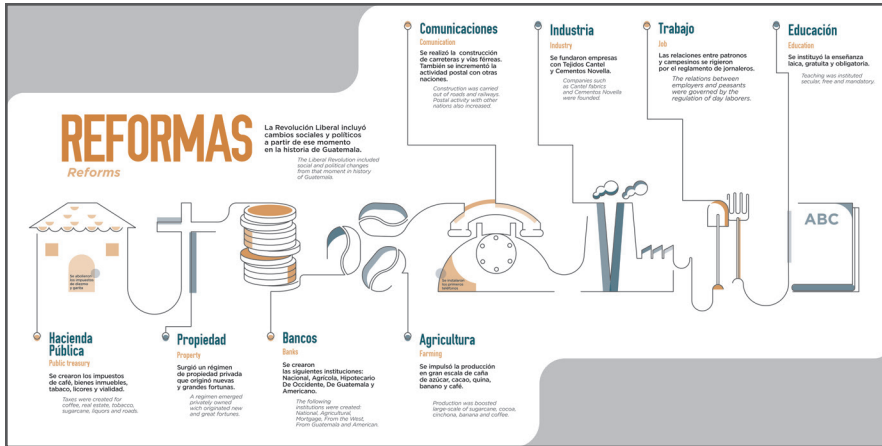 REFORMAS
Reforms
La Revolución Liberal incluyó
cambios sociales y políticos
a partir de ese momento
en la historia de Guatemala.
The Liberal Revolution included
social and political changes
from that moment in history
of Guatemala.
Comunicaciones
Comunication
Se realizó la construcción
de carreteras y vías férreas.
También se incrementó la
actividad postal con otras
naciones.
Construction was carried
out of roads and railways.
Postal activity with other
nations also increased.
Industria
Industry
Se fundaron empresas
con Tejidos Cantel
y Cementos Novella.
Companies such
as Cantel fabrics
and Cementos Novella
were founded.
Trabajo
Job
Las relaciones entre patronos
y campesinos se rigieron
por el reglamento de jornaleros.
The relations between
employers and peasants
were governed by the
regulation of day laborers.
Educación
Education
Se instituyó la enseñanza
laica, gratuita y obligatoria.
Teaching was instituted
secular, free and mandatory.
ABC
Se abolieron
los impuestos
de diezmo
y
Se instalaron
los primeros
teléfonos
Hacienda
Pública
Public treasury
Se crearon los impuestos
de café, bienes inmuebles,
tabaco, licores y vialidad.
Taxes were created for
coffee, real estate, tobacco,
sugarcane, liquors and roads.
Propiedad
Property
Surgió un régimen
de propiedad privada
que originó nuevas
y grandes fortunas.
A regimen emerged
privately owned
wich originated new
and great fortunes.
Bancos
Banks
Se crearon
las siguientes instituciones:
Nacional, Agrícola, Hipotecario
De Occidente, De Guatemala y
Americano.
The following
institutions were created:
National, Agricultural,
Mortgage, From the West,
From Guatemala and American.
Agricultura
Farming
Se impulsó la producción
en gran escala de caña
de azúcar, cacao, quina,
banano y café.
Production was boosted
large-scale of sugarcane, cocoa,
cinchona, banana and coffee.